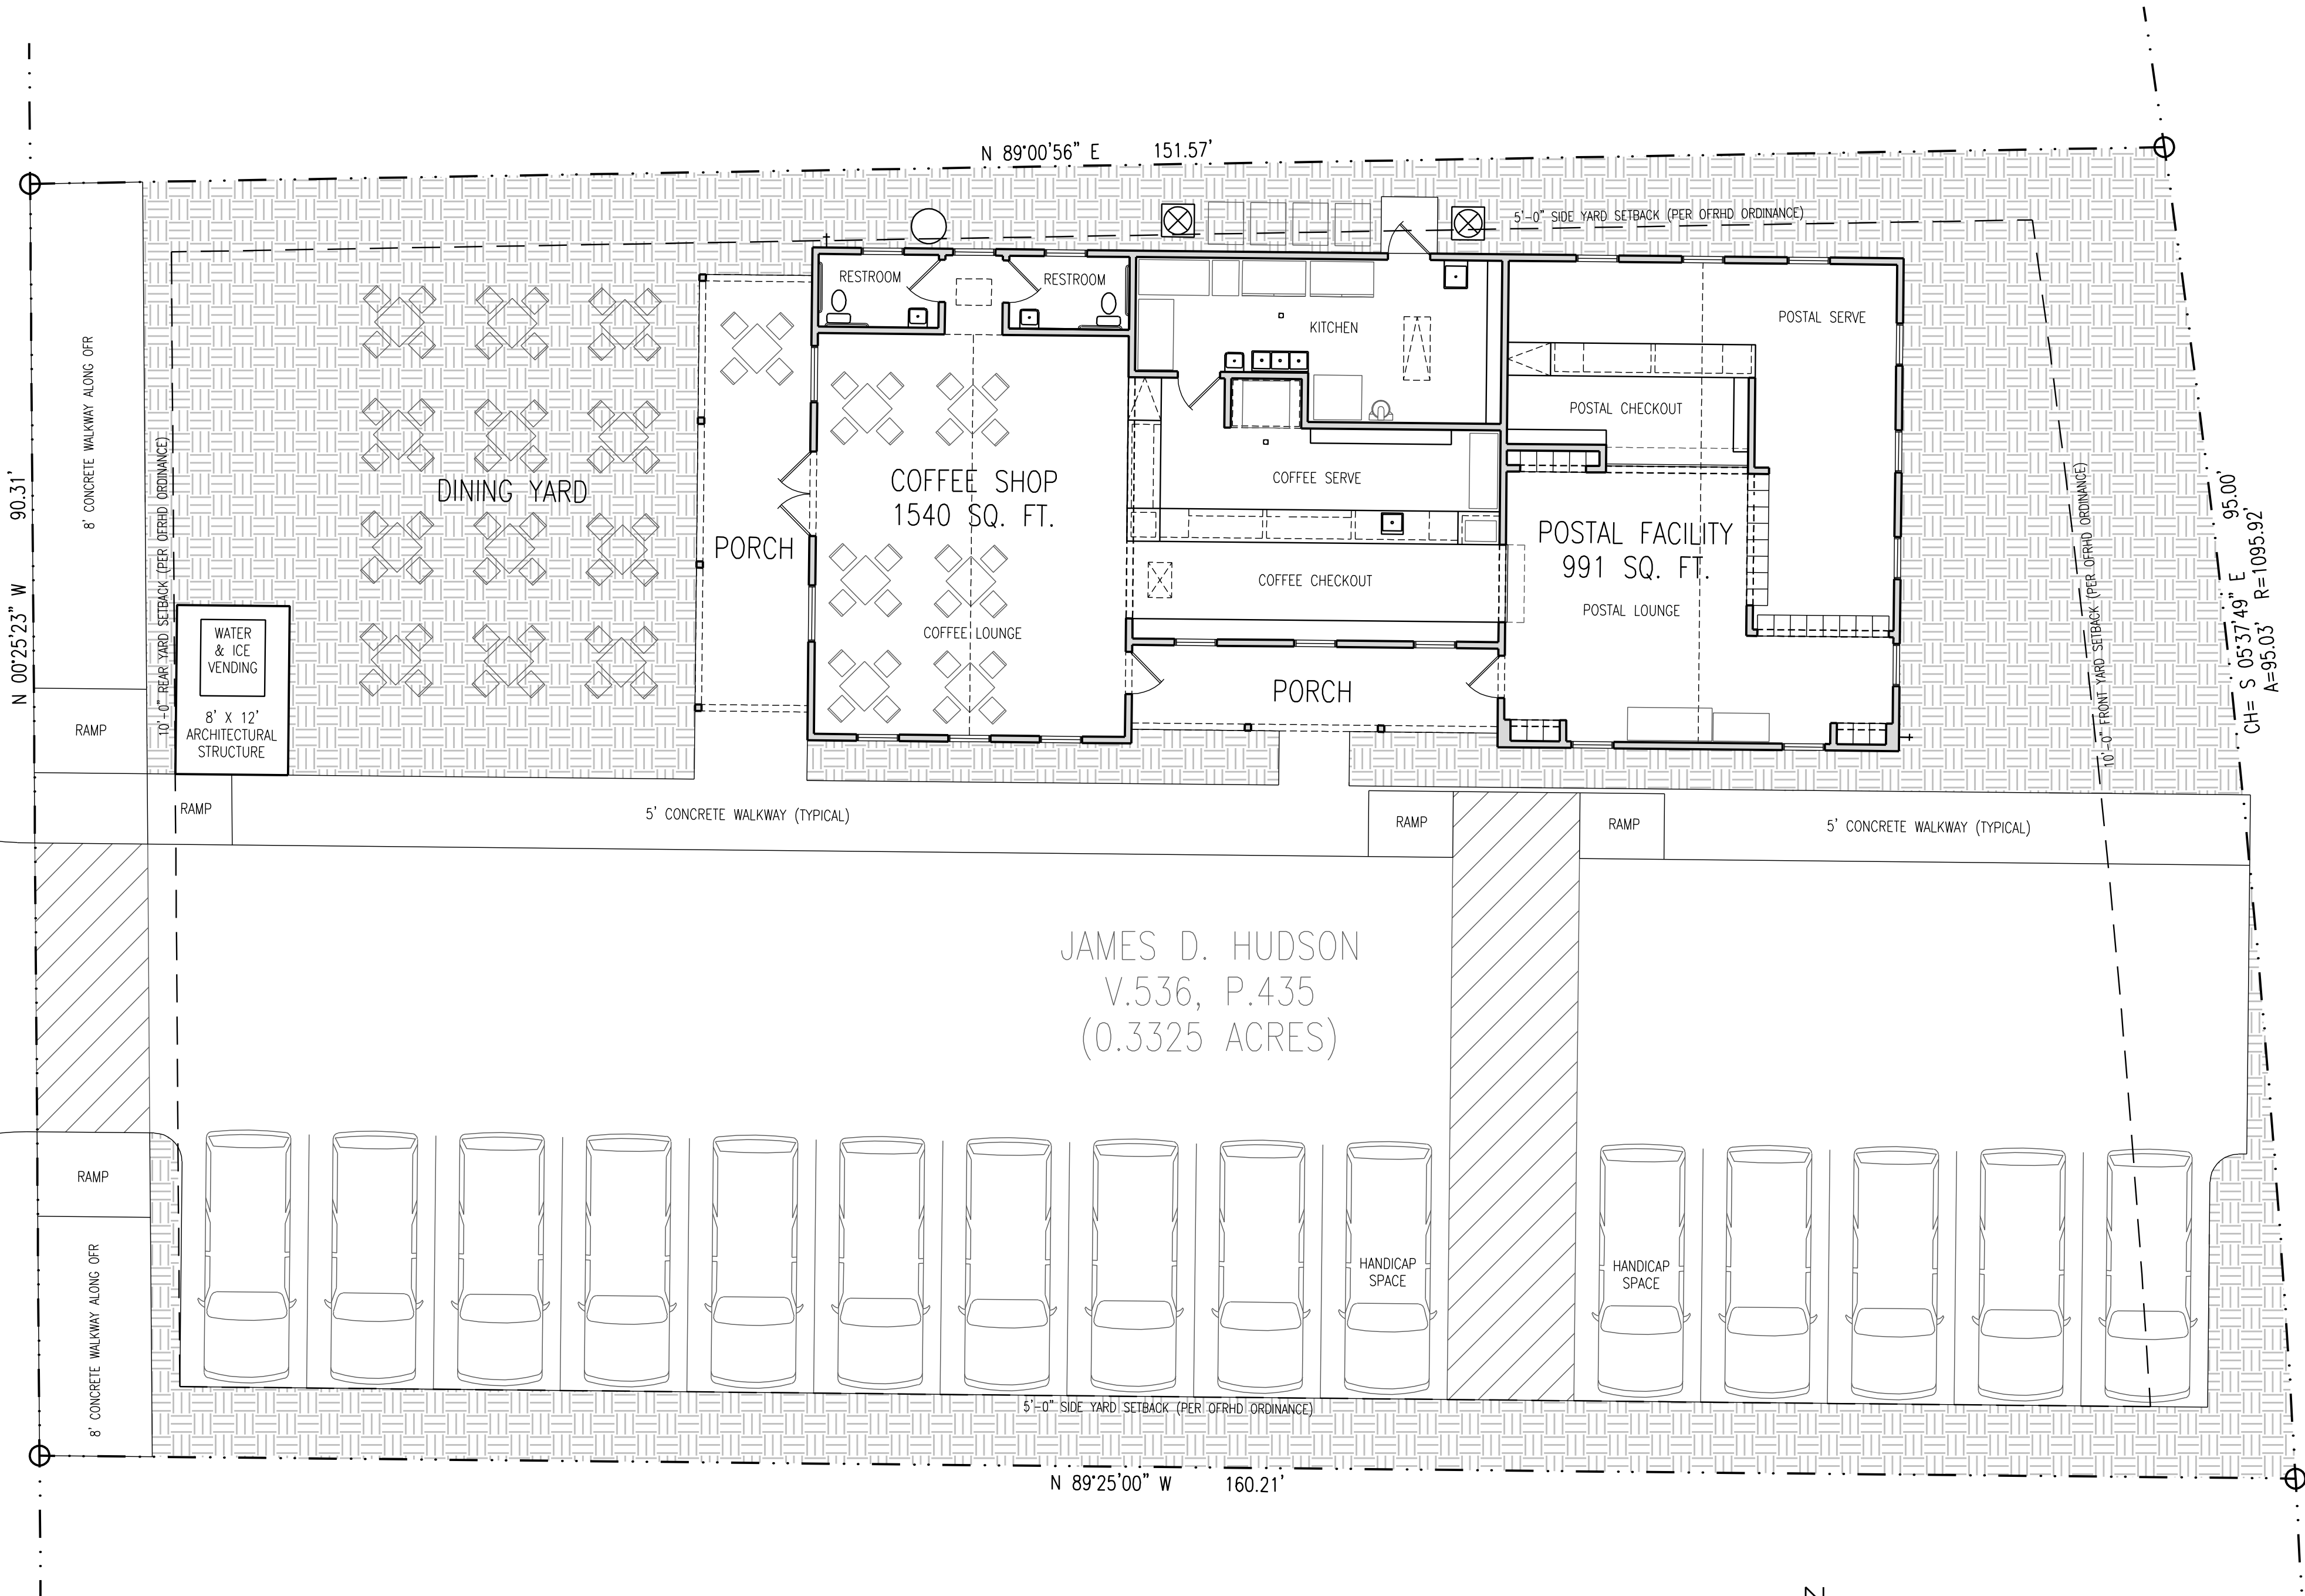 N 89°00'56" E 151.57'
5'-0" SIDE YARD SETBACK (PER OFRHD ORDINANCE)
RESTROOM
RESTROOM
KITCHEN
POSTAL SERVE
8' CONCRETE WALKWAY ALONG OFR
10'-0" REAR YARD SETBACK (PER OFRHD ORDINANCE)
N 00°25'23" W 90.31'
DINING YARD
PORCH
COFFEE SHOP
1540 SQ. FT.
COFFEE LOUNGE
COFFEE SERVE
COFFEE CHECKOUT
PORCH
POSTAL CHECKOUT
POSTAL FACILITY
991 SQ. FT.
POSTAL LOUNGE
10'-0" FRONT YARD SETBACK (PER OFRHD ORDINANCE)
CH= S 05°37'49" E 95.00'
A=95.03' R=1095.92'
WATER
& ICE
VENDING
8' X 12'
ARCHITECTURAL
STRUCTURE
RAMP
RAMP
5' CONCRETE WALKWAY (TYPICAL)
RAMP
RAMP
5' CONCRETE WALKWAY (TYPICAL)
JAMES D. HUDSON
V.536, P.435
(0.3325 ACRES)
RAMP
8' CONCRETE WALKWAY ALONG OFR
HANDICAP
SPACE
HANDICAP
SPACE
5'-0" SIDE YARD SETBACK (PER OFRHD ORDINANCE)
N 89°25'00" W 160.21'